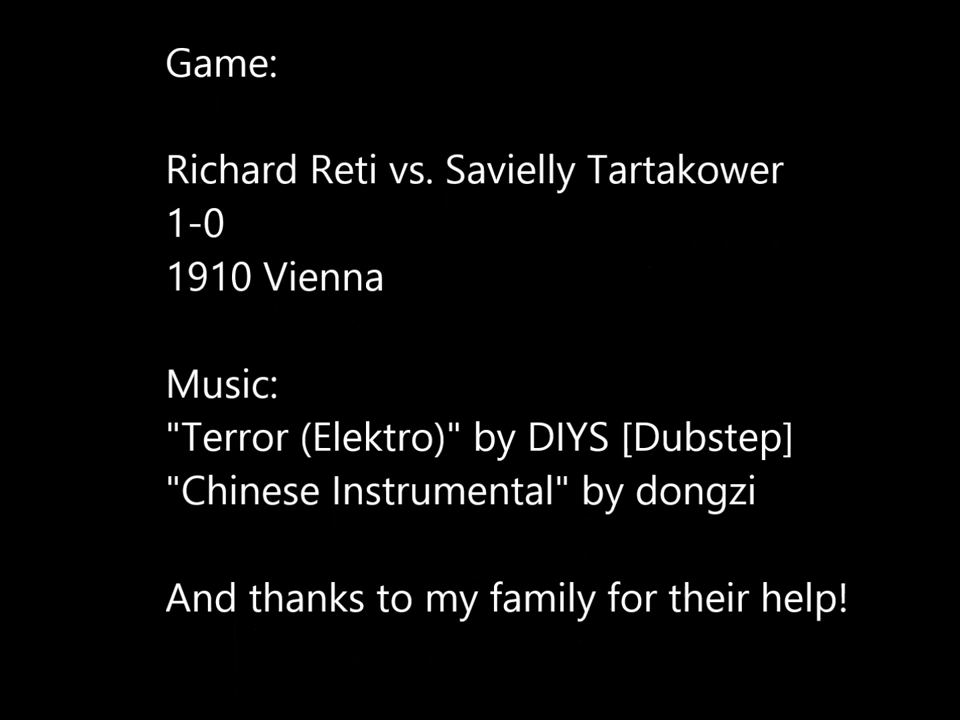 Game:
Richard Reti vs. Savielly Tartakower
1-0
1910 Vienna
Music:
"Terror (Elektro)" by DIYS [Dubstep]
"Chinese Instrumental" by dongzi
And thanks to my family for their help!